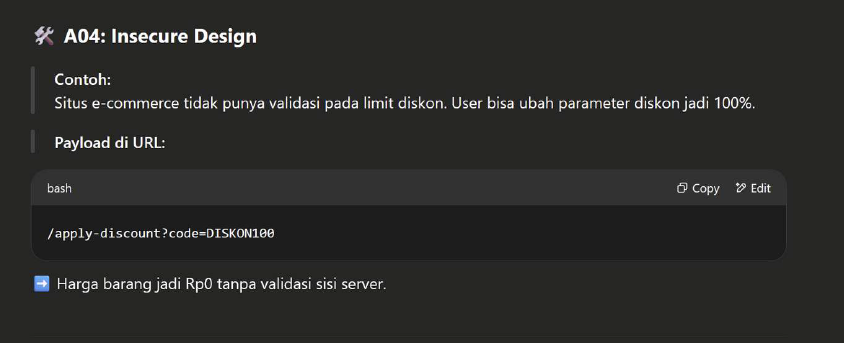 🛠️ A04: Insecure Design
Contoh:
Situs e-commerce tidak punya validasi pada limit diskon. User bisa ubah parameter diskon jadi 100%.
Payload di URL:
bash
Copy
Edit
/apply-discount?code=DISKON100
➡️ Harga barang jadi Rp0 tanpa validasi sisi server.